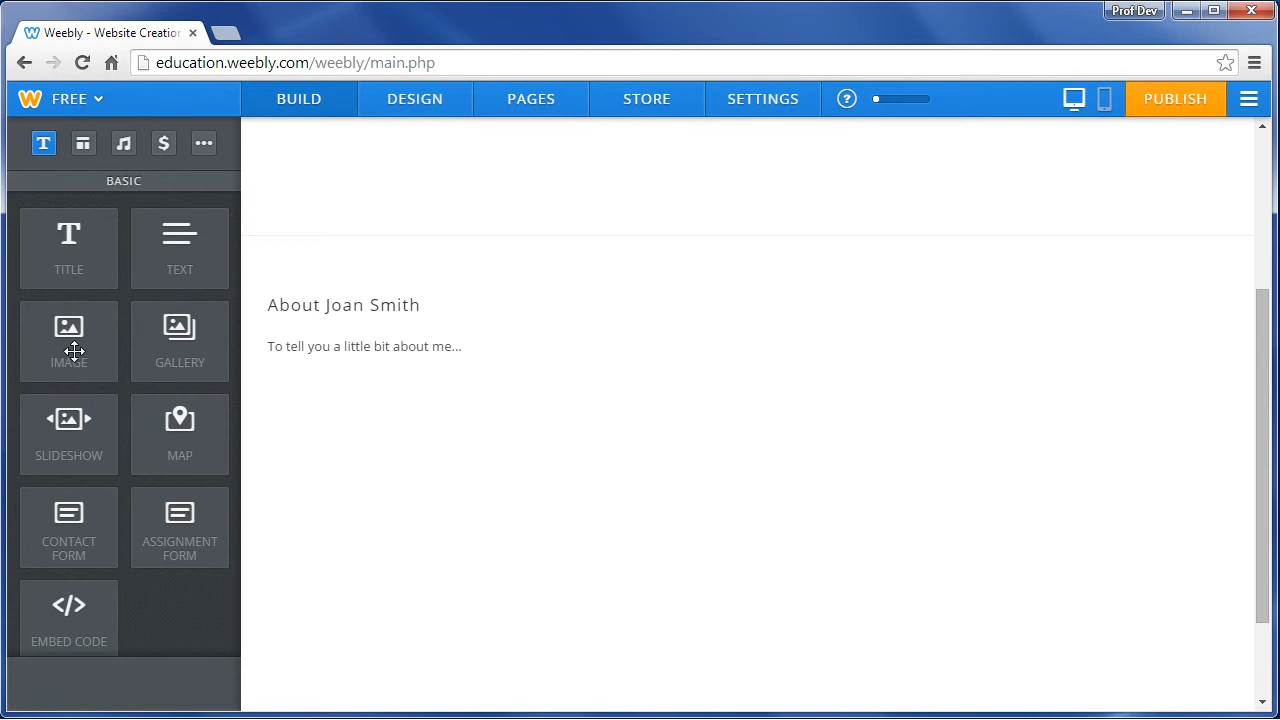 Prof Dev
Weebly - Website Creation
education.weebly.com/weebly/main.php
FREE BUILD DESIGN PAGES STORE SETTINGS ? PUBLISH
T $
BASIC
T
TITLE TEXT
IMAGE GALLERY
SLIDESHOW MAP
CONTACT FORM
ASSIGNMENT FORM
EMBED CODE
About Joan Smith
To tell you a little bit about me...